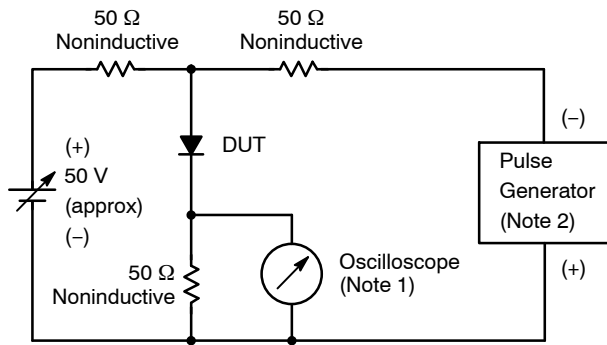 50 Ω
Noninductive
50 Ω
Noninductive
(+)
50 V
(approx)
(−)
DUT
50 Ω
Noninductive
Oscilloscope
(Note 1)
(−)
Pulse
Generator
(Note 2)
(+)